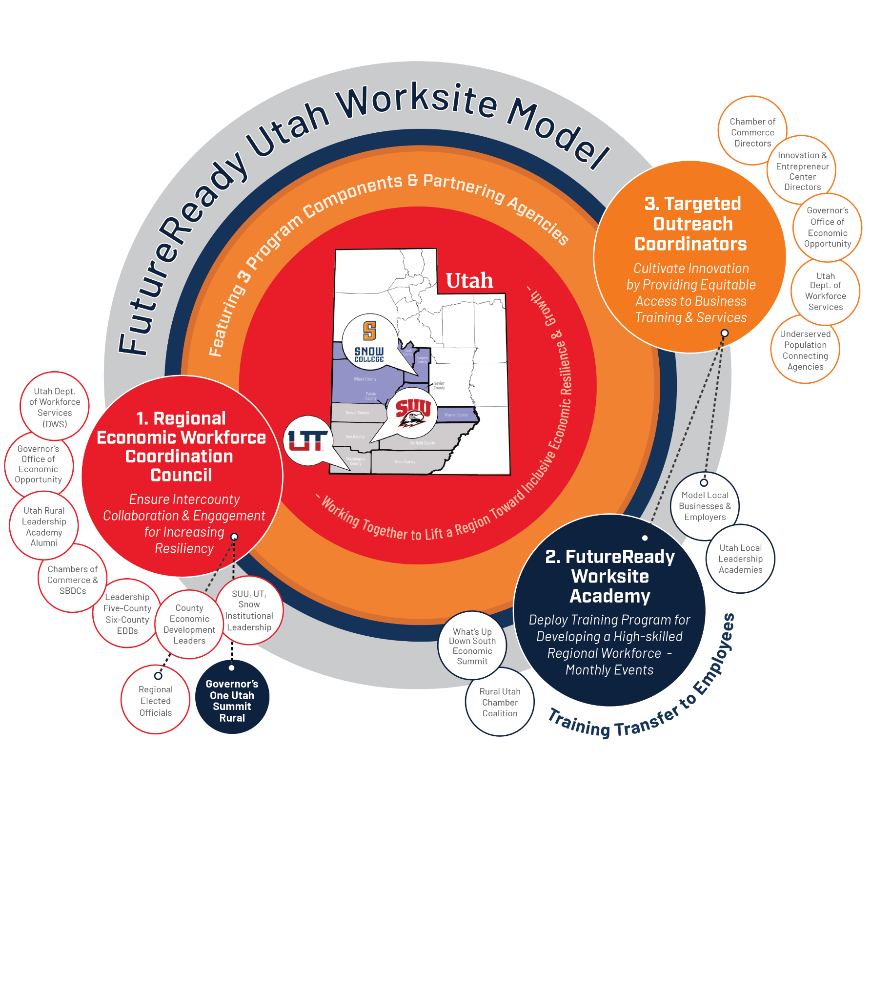 FutureReady Utah Worksite Model
Featuring 3 Program Components & Partnering Agencies
Utah
- Working Together to Lift a Region Toward Inclusive Economic Resilience & Growth -
S
SNOW
COLLEGE
Juab
County
Sanpete
County
Millard County
Sevier
County
Paiute
County
SUU
Beaver County
Wayne County
UT
Iron County
Garfield County
Washington
County
Kane County
1. Regional
Economic Workforce
Coordination
Council
Ensure Intercounty
Collaboration & Engagement
for Increasing
Resiliency
Utah Dept.
of Workforce
Services
(DWS)
Governor's
Office of
Economic
Opportunity
Utah Rural
Leadership
Academy
Alumni
Chambers of
Commerce &
SBDCs
Leadership
Five-County
Six-County
EDDs
County
Economic
Development
Leaders
SUU, UT,
Snow
Institutional
Leadership
Regional
Elected
Officials
Governor's
One Utah
Summit
Rural
2. FutureReady
Worksite
Academy
Deploy Training Program for
Developing a High-skilled
Regional Workforce -
Monthly Events
What's Up
Down South
Economic
Summit
Rural Utah
Chamber
Coalition
Model Local
Businesses &
Employers
Utah Local
Leadership
Academies
Training Transfer to Employees
3. Targeted
Outreach
Coordinators
Cultivate Innovation
by Providing Equitable
Access to Business
Training & Services
Chamber of
Commerce
Directors
Innovation &
Entrepreneur
Center
Directors
Governor's
Office of
Economic
Opportunity
Utah
Dept. of
Workforce
Services
Underserved
Population
Connecting
Agencies